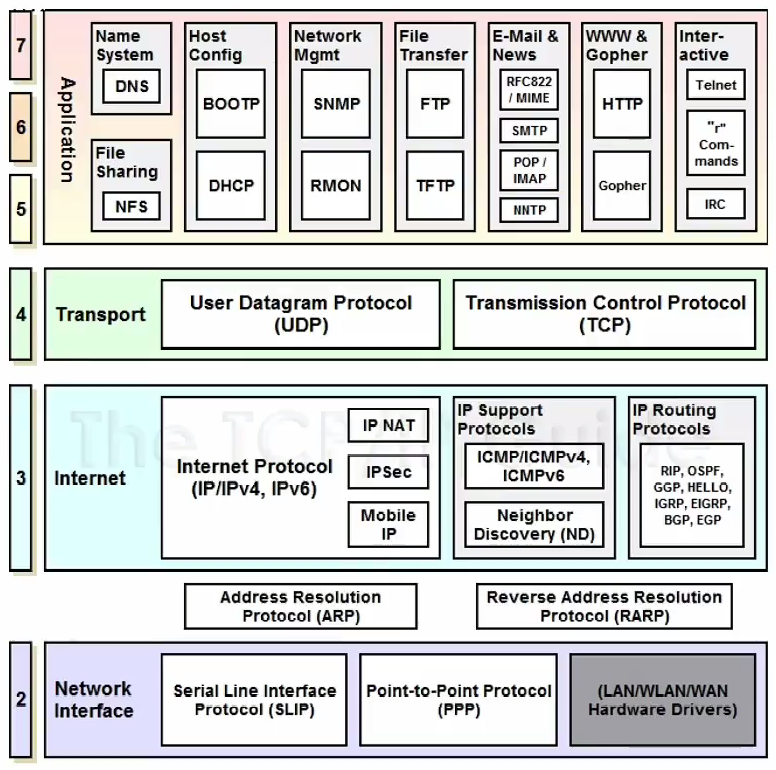 7
6
5
Application
Name
System
DNS
File
Sharing
NFS
Host
Config
BOOTP
DHCP
Network
Mgmt
SNMP
RMON
File
Transfer
FTP
TFTP
E-Mail &
News
RFC822
/ MIME
SMTP
POP /
IMAP
NNTP
WWW &
Gopher
HTTP
Gopher
Inter-
active
Telnet
"r"
Com-
mands
IRC
4
Transport
User Datagram Protocol
(UDP)
Transmission Control Protocol
(TCP)
3
Internet
The TCP/IP Guide
Internet Protocol
(IP/IPv4, IPv6)
IP NAT
IPSec
Mobile
IP
IP Support
Protocols
ICMP/ICMPv4,
ICMPv6
Neighbor
Discovery (ND)
IP Routing
Protocols
RIP, OSPF,
GGP, HELLO,
IGRP, EIGRP,
BGP, EGP
Address Resolution
Protocol (ARP)
Reverse Address Resolution
Protocol (RARP)
2
Network
Interface
Serial Line Interface
Protocol (SLIP)
Point-to-Point Protocol
(PPP)
(LAN/WLAN/WAN
Hardware Drivers)